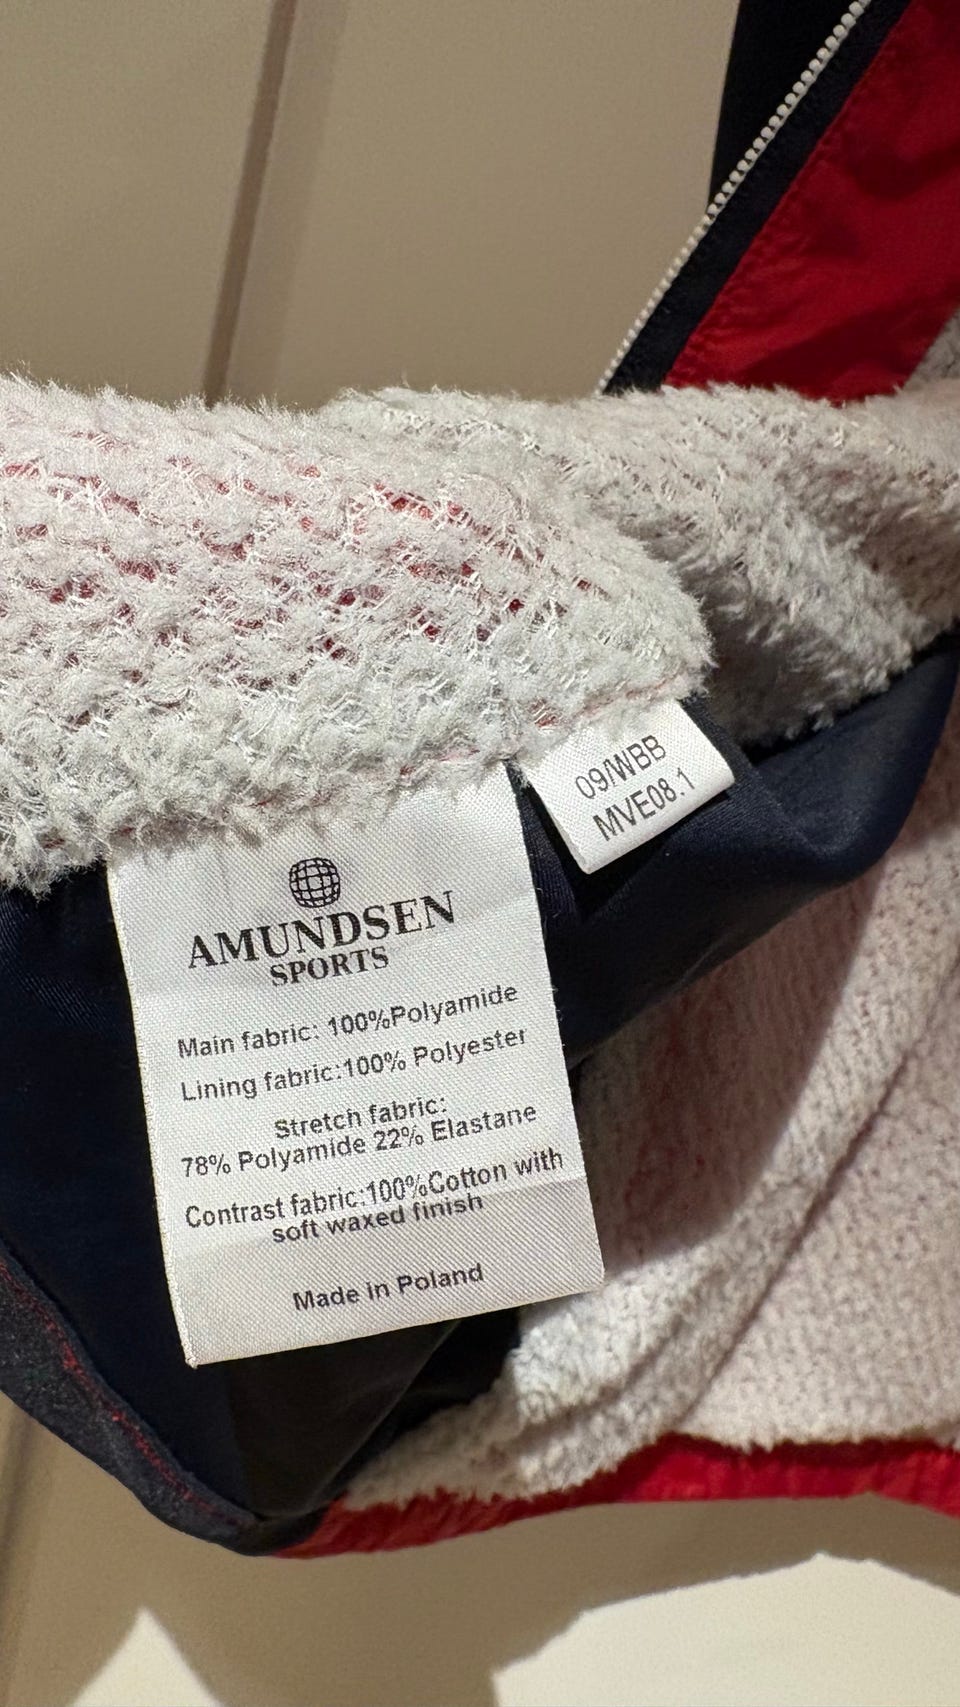 09/WBB
MVE08.1
AMUNDSEN
SPORTS
Main fabric: 100%Polyamide
Lining fabric:100% Polyester
Stretch fabric:
78% Polyamide 22% Elastane
Contrast fabric:100%Cotton with
soft waxed finish
Made in Poland